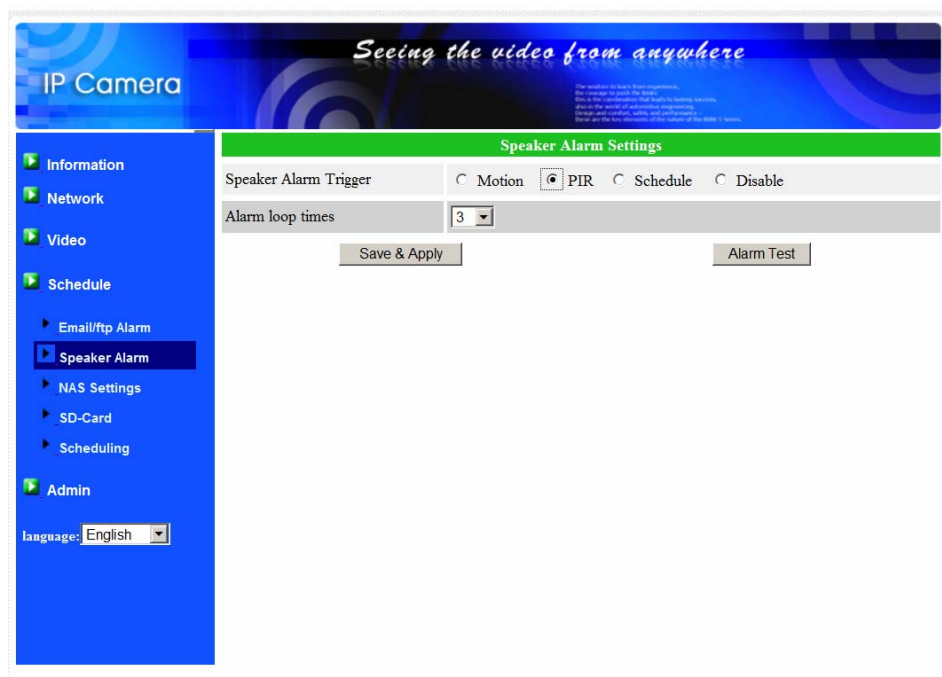 Seeing the video from anywhere
IP Camera
Information
Network
Video
Schedule
Email/ftp Alarm
Speaker Alarm
NAS Settings
SD-Card
Scheduling
Admin
language: English
Speaker Alarm Settings
Speaker Alarm Trigger Motion PIR Schedule Disable
Alarm loop times 3
Save & Apply Alarm Test